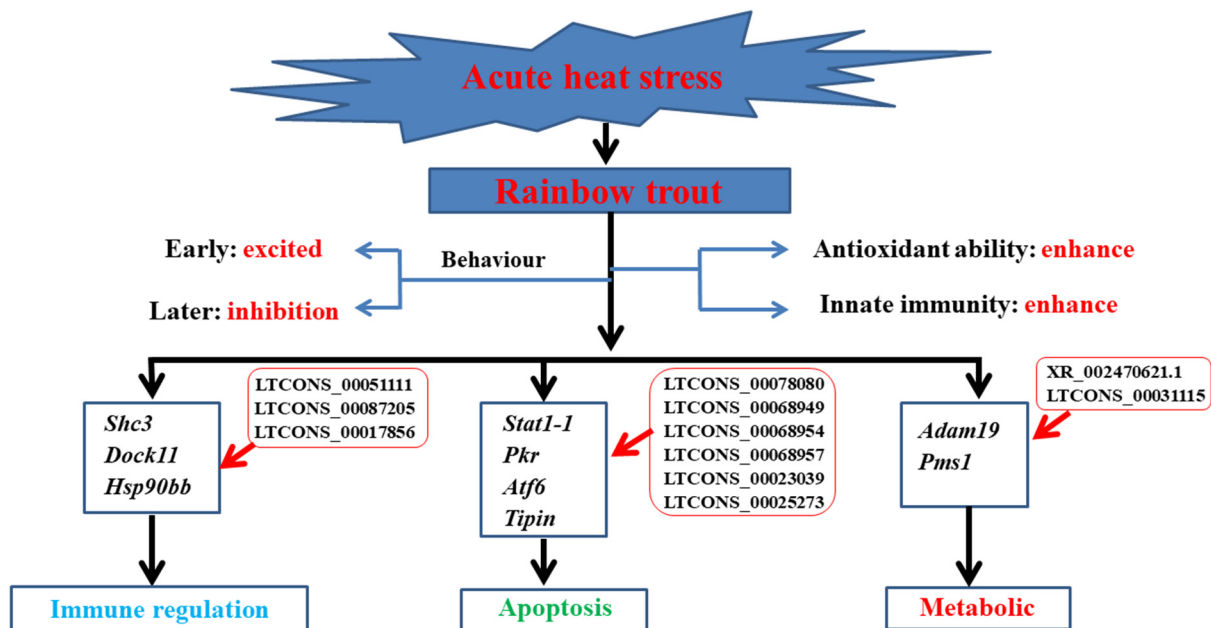 Acute heat stress
Rainbow trout
Early: excited
Behaviour
Later: inhibition
Antioxidant ability: enhance
Innate immunity: enhance
Shc3
Dock11
Hsp90bb
LTCONS_00051111
LTCONS_00087205
LTCONS_00017856
Stat1-1
Pkr
Atf6
Tipin
LTCONS_00078080
LTCONS_00068949
LTCONS_00068954
LTCONS_00068957
LTCONS_00023039
LTCONS_00025273
Adam19
Pms1
XR_002470621.1
LTCONS_00031115
Immune regulation
Apoptosis
Metabolic